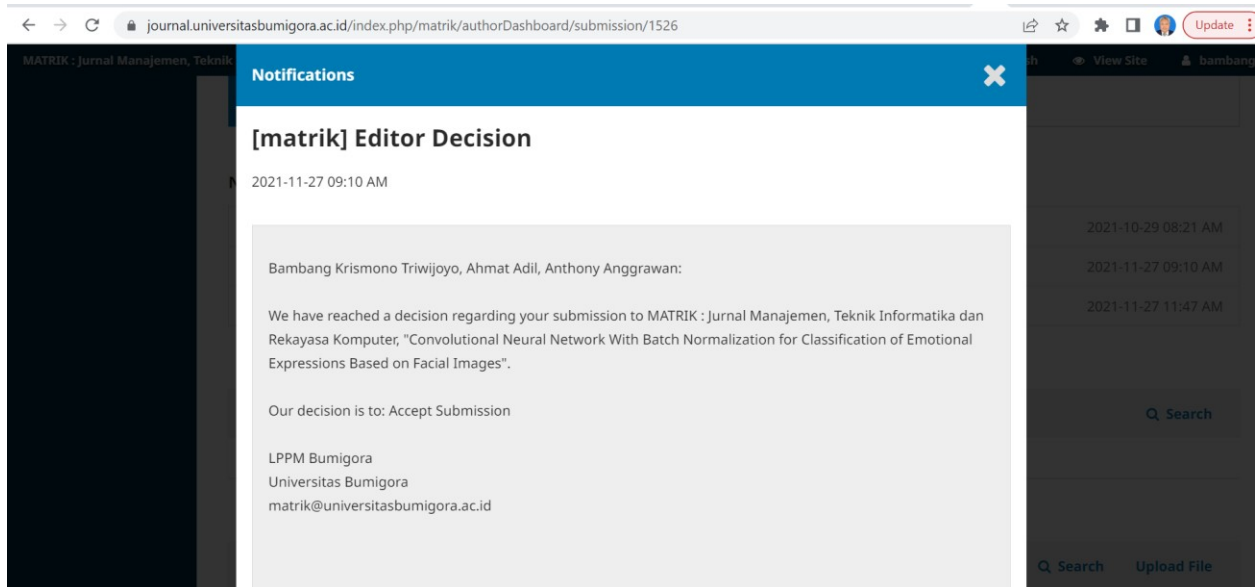 journal.universitasbumigora.ac.id/index.php/matrik/authorDashboard/submission/1526
Update
MATRIK : Jurnal Manajemen, Teknik
View Site
bambang
Notifications
[matrik] Editor Decision
2021-11-27 09:10 AM
2021-10-29 08:21 AM
2021-11-27 09:10 AM
2021-11-27 11:47 AM
Bambang Krismono Triwijoyo, Ahmat Adil, Anthony Anggrawan:
We have reached a decision regarding your submission to MATRIK : Jurnal Manajemen, Teknik Informatika dan
Rekayasa Komputer, "Convolutional Neural Network With Batch Normalization for Classification of Emotional
Expressions Based on Facial Images".
Our decision is to: Accept Submission
Search
LPPM Bumigora
Universitas Bumigora
matrik@universitasbumigora.ac.id
Search
Upload File